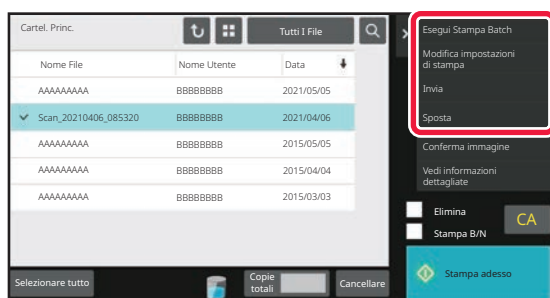 Cartel. Princ.
Tutti I File
Nome File
Nome Utente
Data
AAAAAAAAA
BBBBBBBB
2021/05/05
Scan_20210406_085320
BBBBBBBB
2021/04/06
AAAAAAAAA
BBBBBBBB
2015/05/05
AAAAAAAAA
BBBBBBBB
2015/04/04
AAAAAAAAA
BBBBBBBB
2015/03/03
Selezionare tutto
Copie
totali
Cancellare
Esegui Stampa Batch
Modifica impostazioni
di stampa
Invia
Sposta
Conferma immagine
Vedi informazioni
dettagliate
Elimina
Stampa B/N
CA
Stampa adesso